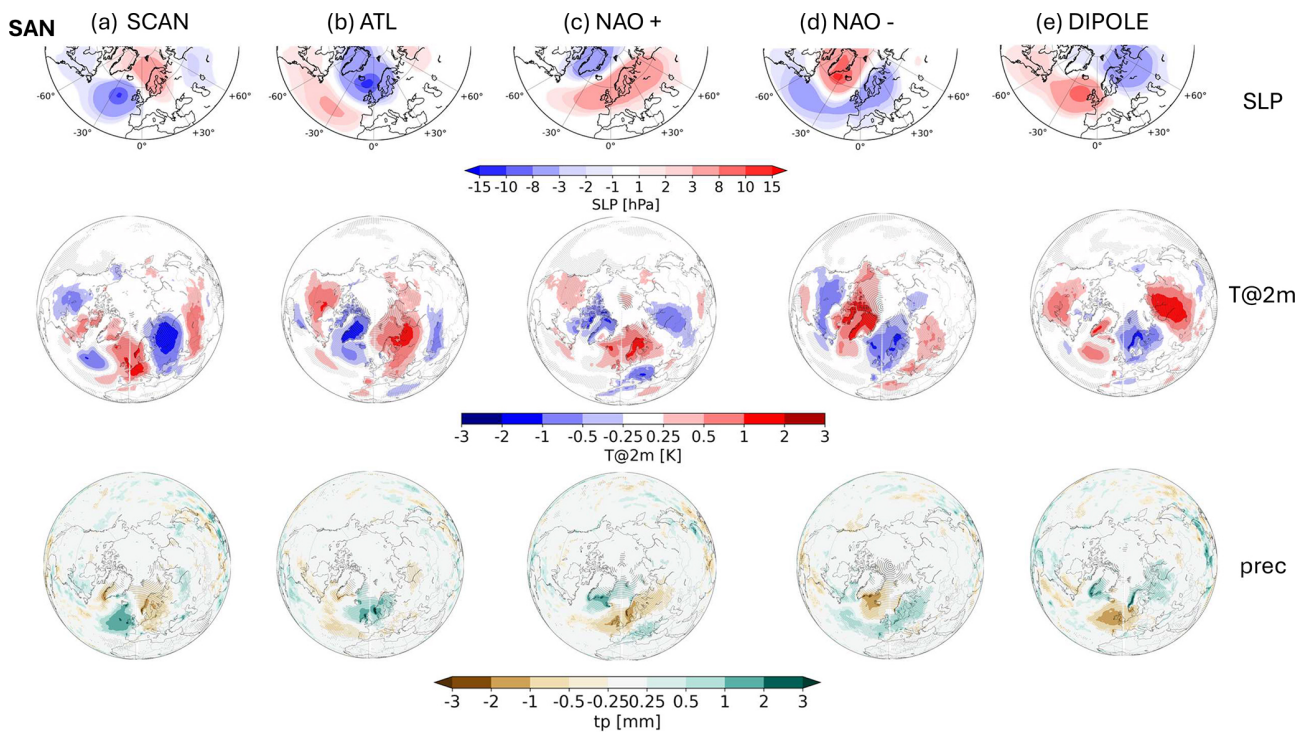 SAN (a) SCAN (b) ATL (c) NAO + (d) NAO - (e) DIPOLE
-60° +60° -60° +60° -60° +60° -60° +60° -60° +60°
-30° +30° -30° +30° -30° +30° -30° +30° -30° +30°
0° 0° 0° 0° 0°
SLP
-15 -10 -8 -3 -2 -1 1 2 3 8 10 15
SLP [hPa]
T@2m
-3 -2 -1 -0.5 -0.25 0.25 0.5 1 2 3
T@2m [K]
prec
-3 -2 -1 -0.5 -0.25 0.25 0.5 1 2 3
tp [mm]